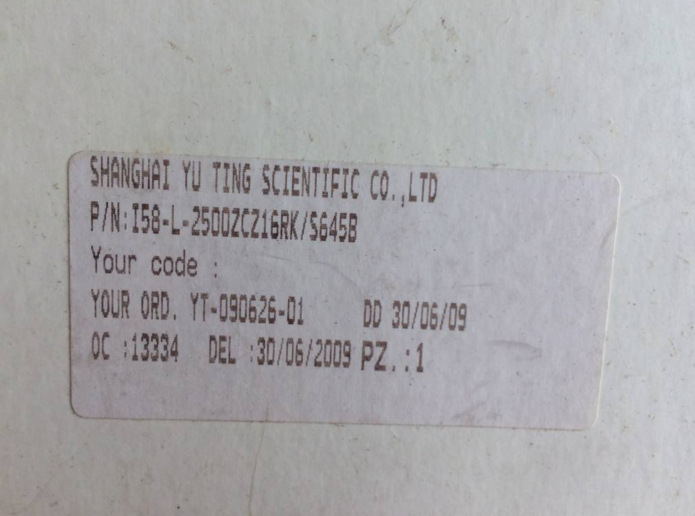 SHANGHAI YU TING SCIENTIFIC CO.,LTD
P/N:I58-L-2500ZCZ16RK/S645B
Your code :
YOUR ORD. YT-090626-01 DD 30/06/09
OC :13334 DEL :30/06/2009 PZ.:1